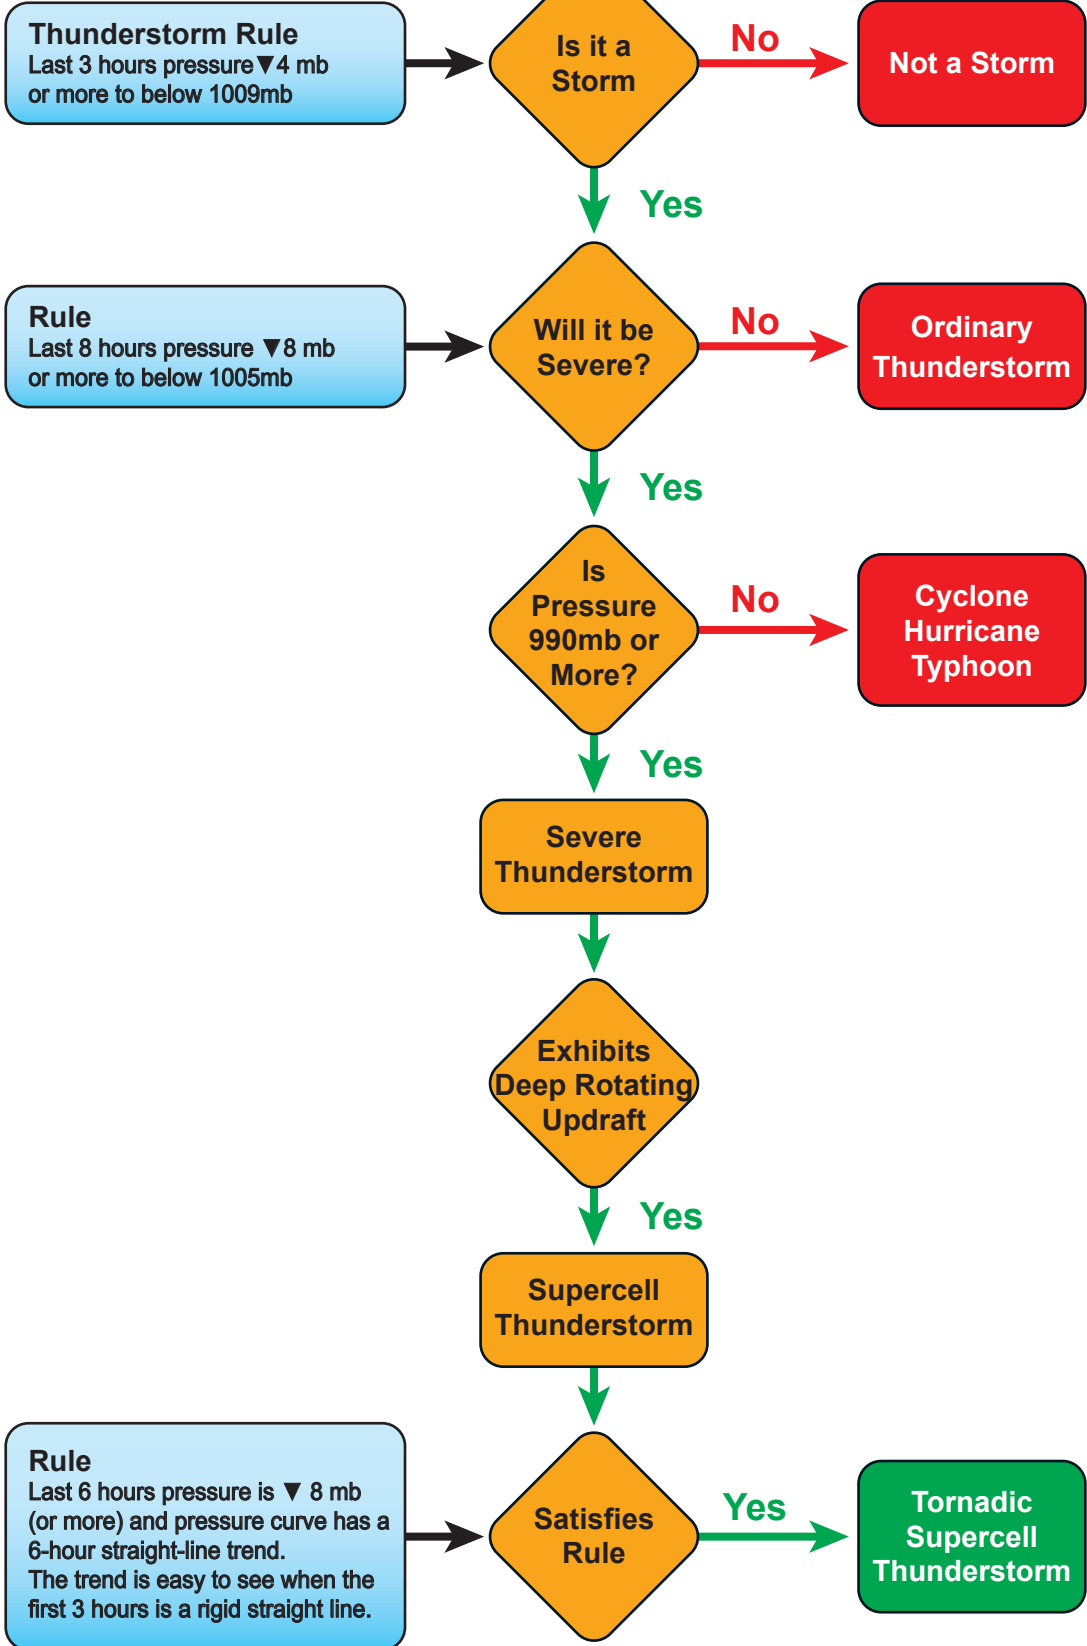 Thunderstorm Rule
Last 3 hours pressure▼4 mb
or more to below 1009mb
Is it a
Storm
No
Not a Storm
Yes
Rule
Last 8 hours pressure ▼8 mb
or more to below 1005mb
Will it be
Severe?
No
Ordinary
Thunderstorm
Yes
Is
Pressure
990mb or
More?
No
Cyclone
Hurricane
Typhoon
Yes
Severe
Thunderstorm
Exhibits
Deep Rotating
Updraft
Yes
Supercell
Thunderstorm
Rule
Last 6 hours pressure is ▼ 8 mb
(or more) and pressure curve has a
6-hour straight-line trend.
The trend is easy to see when the
first 3 hours is a rigid straight line.
Satisfies
Rule
Yes
Tornadic
Supercell
Thunderstorm